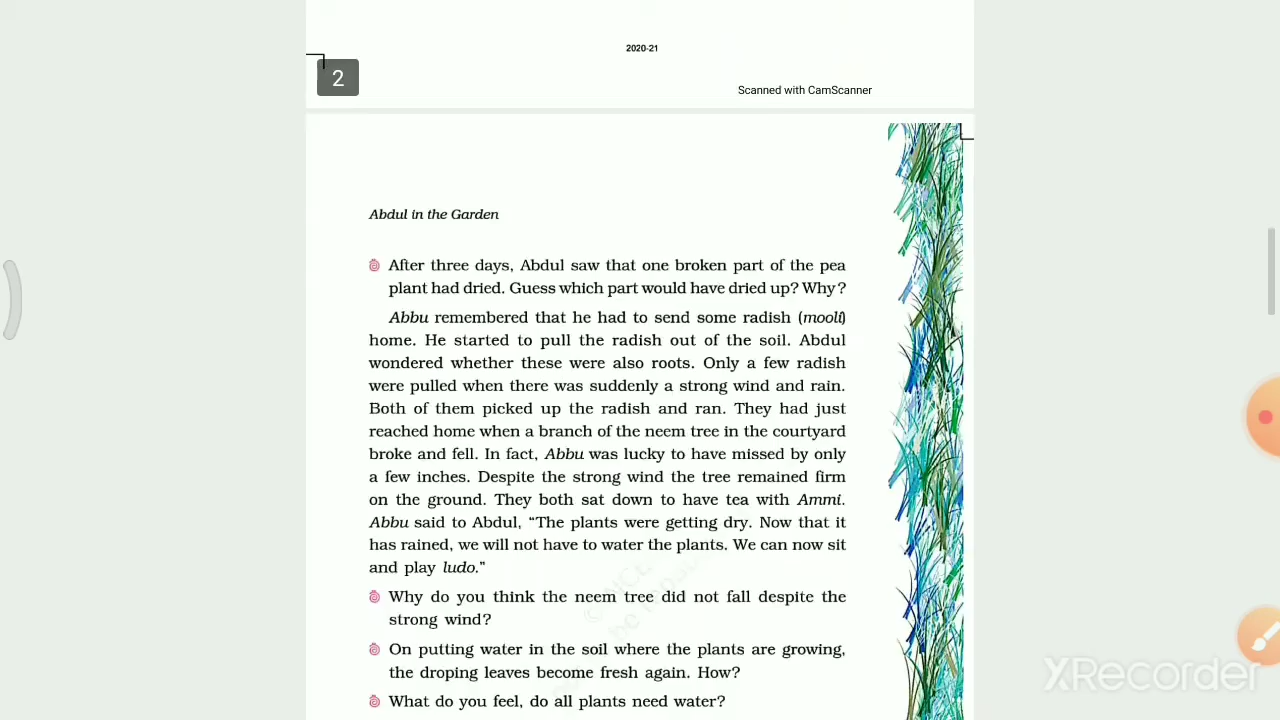 2020-21
2
Scanned with CamScanner
Abdul in the Garden
After three days, Abdul saw that one broken part of the pea
plant had dried. Guess which part would have dried up? Why?
Abbu remembered that he had to send some radish (mooli)
home. He started to pull the radish out of the soil. Abdul
wondered whether these were also roots. Only a few radish
were pulled when there was suddenly a strong wind and rain.
Both of them picked up the radish and ran. They had just
reached home when a branch of the neem tree in the courtyard
broke and fell. In fact, Abbu was lucky to have missed by only
a few inches. Despite the strong wind the tree remained firm
on the ground. They both sat down to have tea with Ammi.
Abbu said to Abdul, “The plants were getting dry. Now that it
has rained, we will not have to water the plants. We can now sit
and play ludo.”
Why do you think the neem tree did not fall despite the
strong wind?
On putting water in the soil where the plants are growing,
the droping leaves become fresh again. How?
What do you feel, do all plants need water?
XRecorder